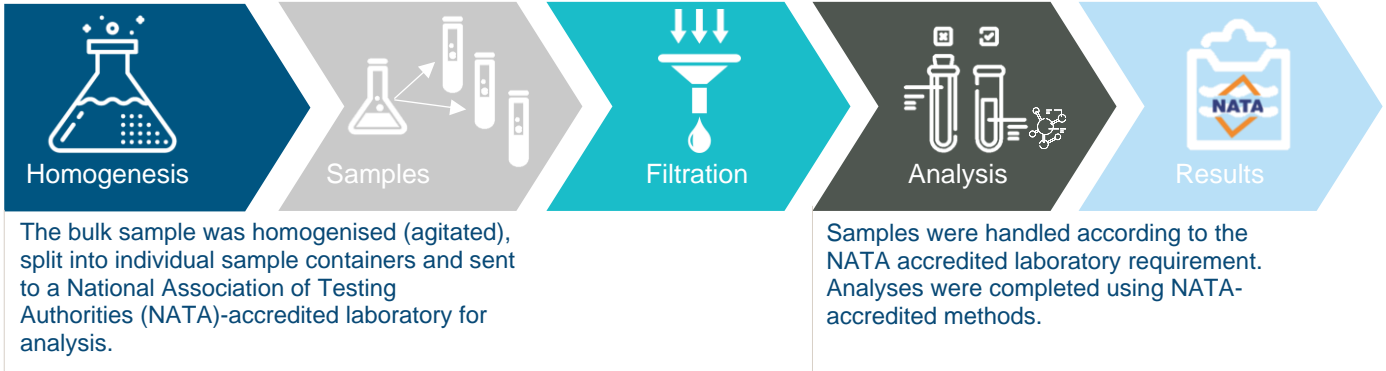 Homogenesis
Samples
Filtration
Analysis
NATA
Results
The bulk sample was homogenised (agitated),
split into individual sample containers and sent
to a National Association of Testing
Authorities (NATA)-accredited laboratory for
analysis.
Samples were handled according to the
NATA accredited laboratory requirement.
Analyses were completed using NATA-
accredited methods.